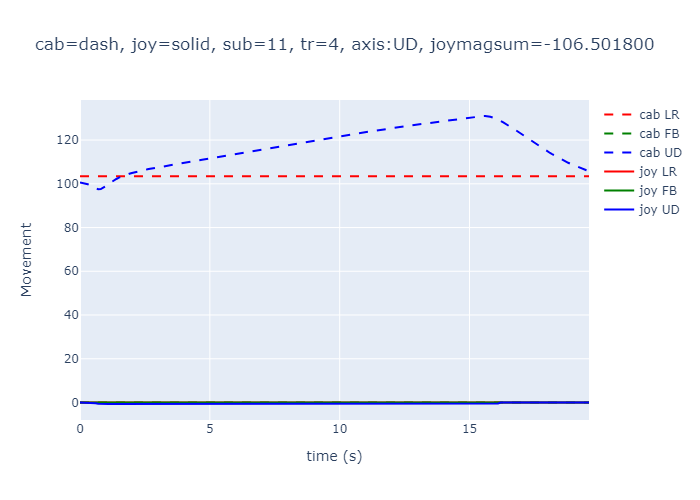 cab=dash, joy=solid, sub=11, tr=4, axis:UD, joymagsum=-106.501800
cab LR
cab FB
cab UD
joy LR
joy FB
joy UD
Movement
120
100
80
60
40
20
0
0 5 10 15
time (s)